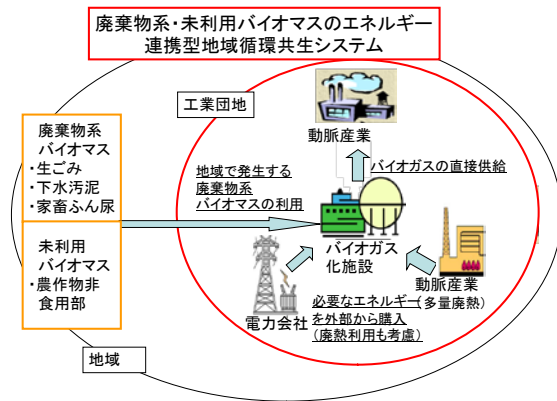 廃棄物系・未利用バイオマスのエネルギー
連携型地域循環共生システム
工業団地
動脈産業
廃棄物系
バイオマス
・生ごみ
・下水汚泥
・家畜ふん尿
地域で発生する
廃棄物系
バイオマスの利用
バイオガスの直接供給
未利用
バイオマス
・農作物非
食用部
バイオガス
化施設
動脈産業
(多量廃熱)
電力会社
必要なエネルギー
を外部から購入
(廃熱利用も考慮)
地域